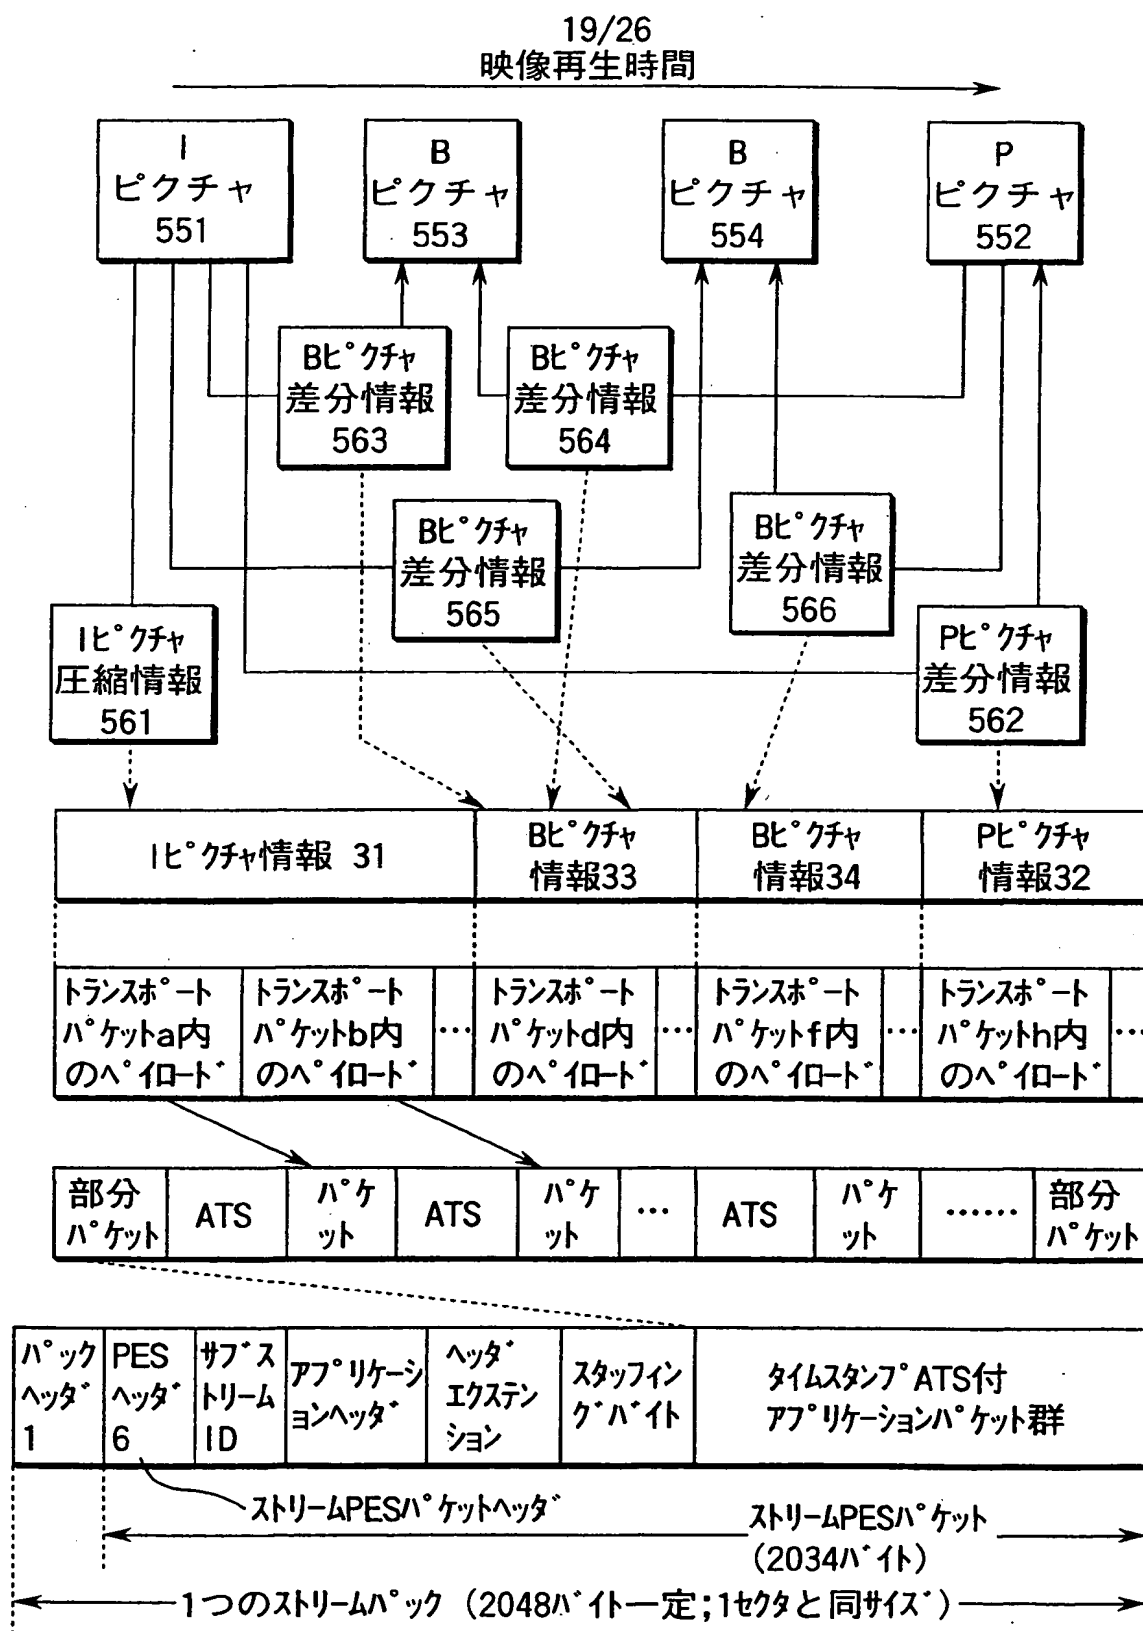 19/26
映像再生時間
I
ピクチャ
551
B
ピクチャ
553
B
ピクチャ
554
P
ピクチャ
552
Bピクチャ
差分情報
563
Bピクチャ
差分情報
564
Bピクチャ
差分情報
565
Bピクチャ
差分情報
566
Iピクチャ
圧縮情報
561
Pピクチャ
差分情報
562
Iピクチャ情報 31
Bピクチャ
情報33
Bピクチャ
情報34
Pピクチャ
情報32
トランスポート
パケットa内
のペイロード
トランスポート
パケットb内
のペイロード
…
トランスポート
パケットd内
のペイロード
…
トランスポート
パケットf内
のペイロード
…
トランスポート
パケットh内
のペイロード
…
部分
パケット
ATS
パケ
ット
ATS
パケ
ット
…
ATS
パケ
ット
……
部分
パケット
パック
ヘッダ
1
PES
ヘッダ
6
サブス
トリーム
ID
アプリケーシ
ョンヘッダ
ヘッダ
エクステン
ション
スタッフィン
グバイト
タイムスタンプATS付
アプリケーションパケット群
ストリームPESパケットヘッダ
ストリームPESパケット
(2034バイト)
1つのストリームパック (2048バイト一定;1セクタと同サイズ)